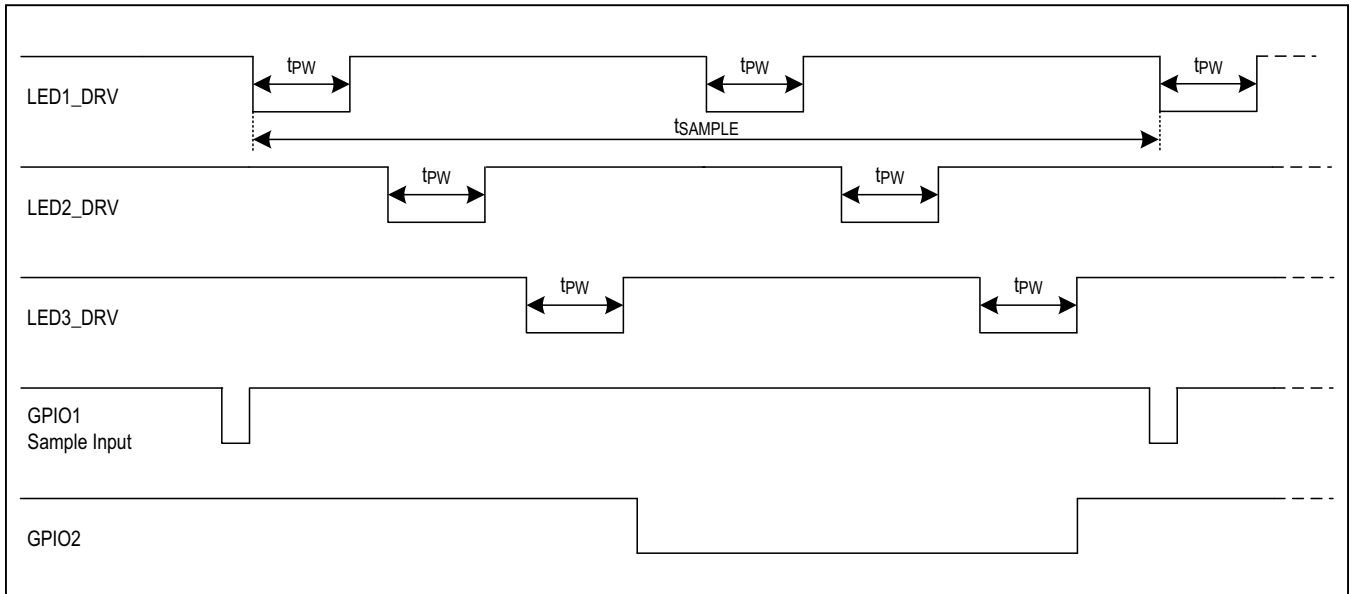 tPW tPW tPW
LED1_DRV
tSAMPLE
tPW tPW
LED2_DRV
tPW tPW
LED3_DRV
GPIO1
Sample Input
GPIO2